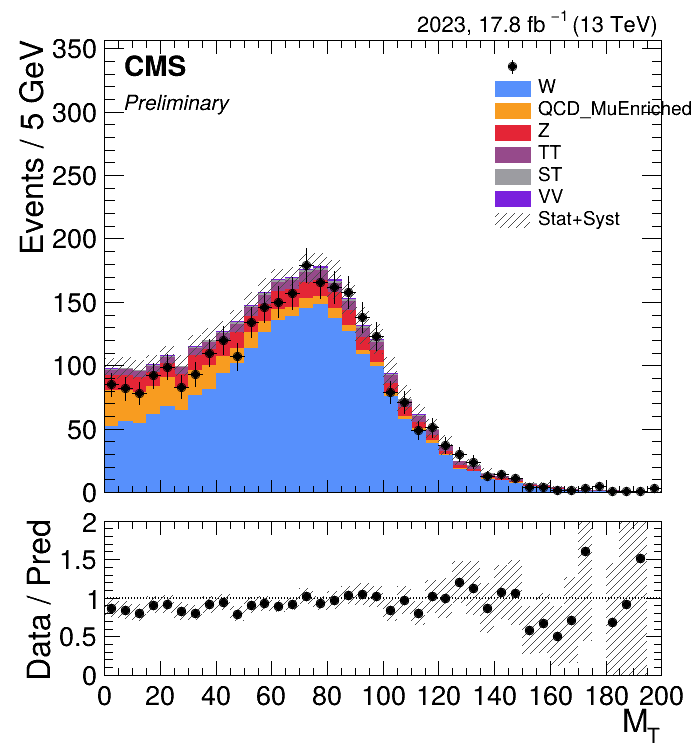 2023, 17.8 fb⁻¹ (13 TeV)
CMS
Preliminary
W
QCD_MuEnriched
Z
TT
ST
VV
Stat+Syst
Events / 5 GeV
350
300
250
200
150
100
50
0
Data / Pred
2
1.5
1
0.5
0
0 20 40 60 80 100 120 140 160 180 200
M_T